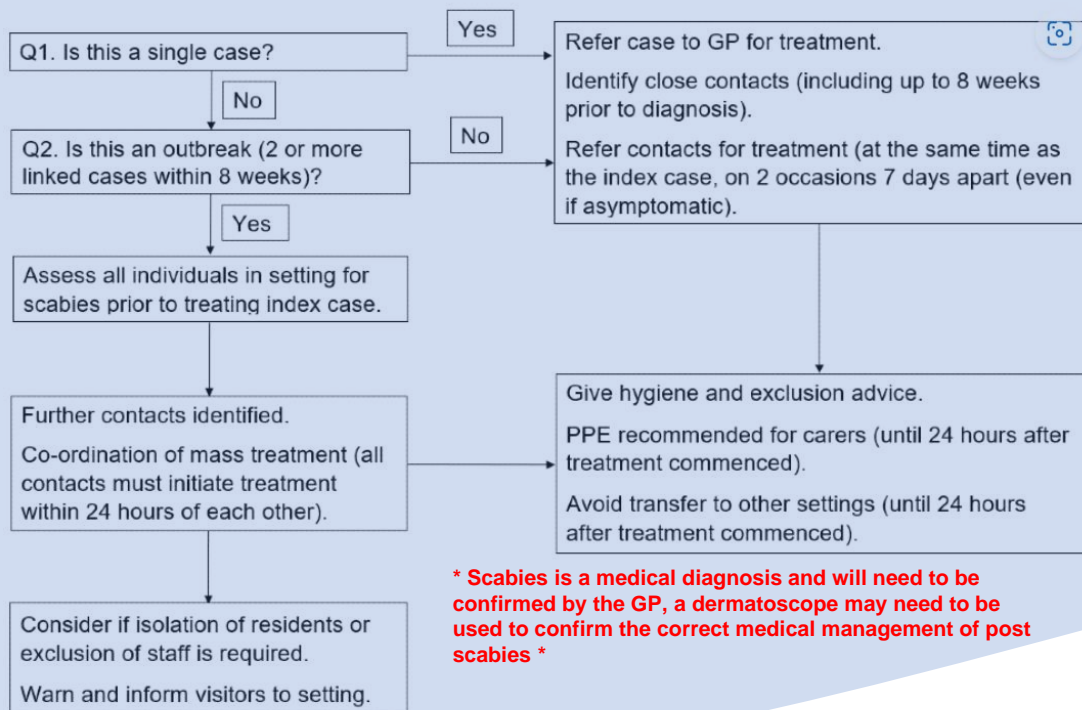 Q1. Is this a single case?
Yes
Refer case to GP for treatment.
Identify close contacts (including up to 8 weeks
prior to diagnosis).
Refer contacts for treatment (at the same time as
the index case, on 2 occasions 7 days apart (even
if asymptomatic).
No
Q2. Is this an outbreak (2 or more
linked cases within 8 weeks)?
No
Yes
Assess all individuals in setting for
scabies prior to treating index case.
Further contacts identified.
Co-ordination of mass treatment (all
contacts must initiate treatment
within 24 hours of each other).
Give hygiene and exclusion advice.
PPE recommended for carers (until 24 hours after
treatment commenced).
Avoid transfer to other settings (until 24 hours
after treatment commenced).
Consider if isolation of residents or
exclusion of staff is required.
Warn and inform visitors to setting.
* Scabies is a medical diagnosis and will need to be
confirmed by the GP, a dermatoscope may need to be
used to confirm the correct medical management of post
scabies *